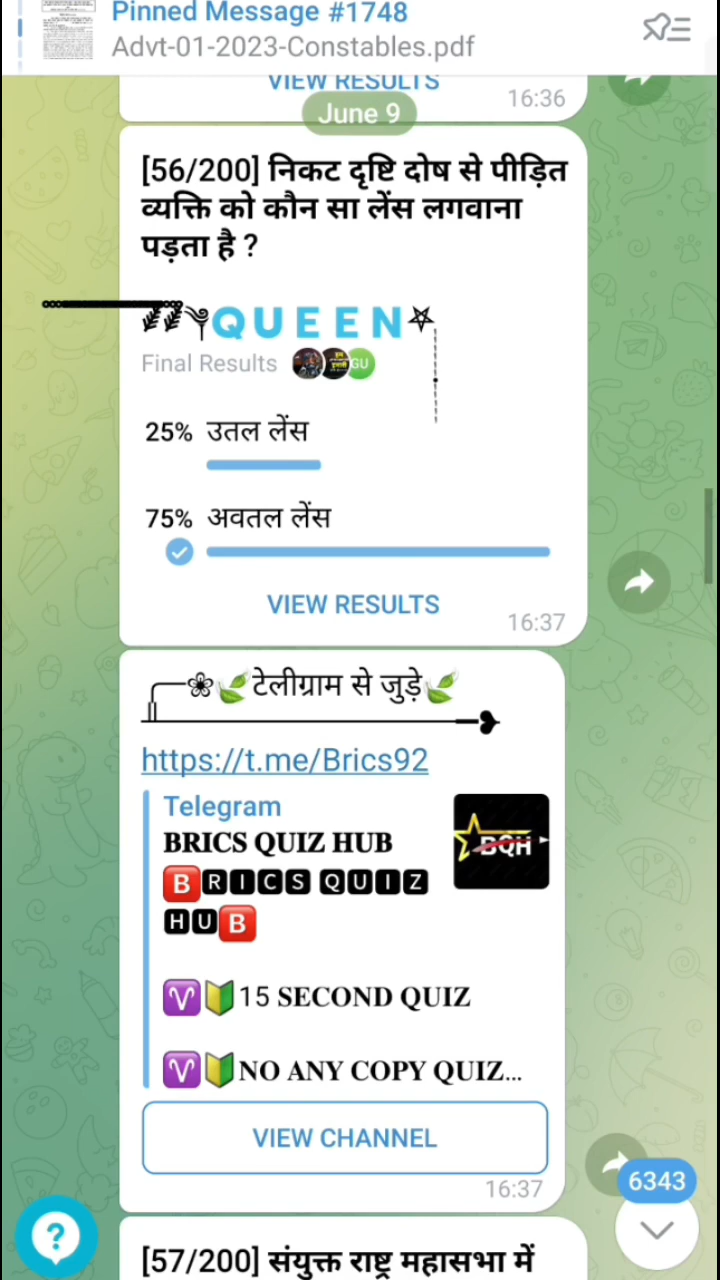 Pinned Message #1748
Advt-01-2023-Constables.pdf
VIEW RESULTS
16:36
June 9
[56/200] निकट दृष्टि दोष से पीड़ित
व्यक्ति को कौन सा लेंस लगवाना
पड़ता है ?
QUEEN
Final Results
GU
25% उतल लेंस
75% अवतल लेंस
VIEW RESULTS
16:37
टेलीग्राम से जुड़े
https://t.me/Brics92
Telegram
BRICS QUIZ HUB
BRICS QUIZ
HUB
BQH
♈🔰15 SECOND QUIZ
♈🔰NO ANY COPY QUIZ...
VIEW CHANNEL
16:37
6343
?
[57/200] संयुक्त राष्ट्र महासभा में